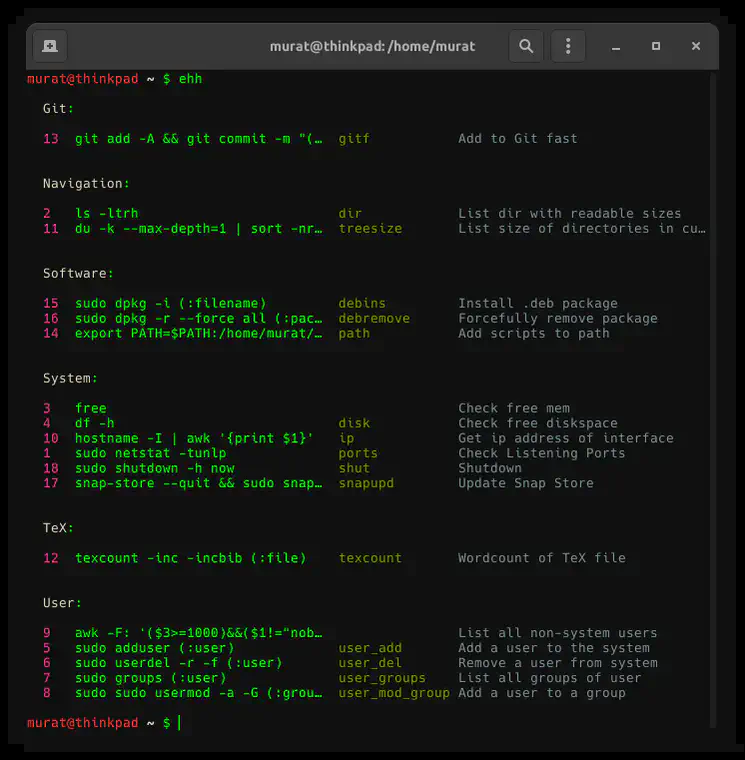 murat@thinkpad:/home/murat
murat@thinkpad ~ $ ehh
Git:
13 git add -A && git commit -m "(… gitf Add to Git fast
Navigation:
2 ls -ltrh dir List dir with readable sizes
11 du -k --max-depth=1 | sort -nr… treesize List size of directories in cu…
Software:
15 sudo dpkg -i (:filename) debins Install .deb package
16 sudo dpkg -r --force all (:pac… debremove Forcefully remove package
14 export PATH=$PATH:/home/murat/… path Add scripts to path
System:
3 free Check free mem
4 df -h disk Check free diskspace
10 hostname -I | awk '{print $1}' ip Get ip address of interface
1 sudo netstat -tunlp ports Check Listening Ports
18 sudo shutdown -h now shut Shutdown
17 snap-store --quit && sudo snap… snapupd Update Snap Store
TeX:
12 texcount -inc -incbib (:file) texcount Wordcount of TeX file
User:
9 awk -F: '($3>=1000)&&($1!="nob… List all non-system users
5 sudo adduser (:user) user_add Add a user to the system
6 sudo userdel -r -f (:user) user_del Remove a user from system
7 sudo groups (:user) user_groups List all groups of user
8 sudo sudo usermod -a -G (:grou… user_mod_group Add a user to a group
murat@thinkpad ~ $